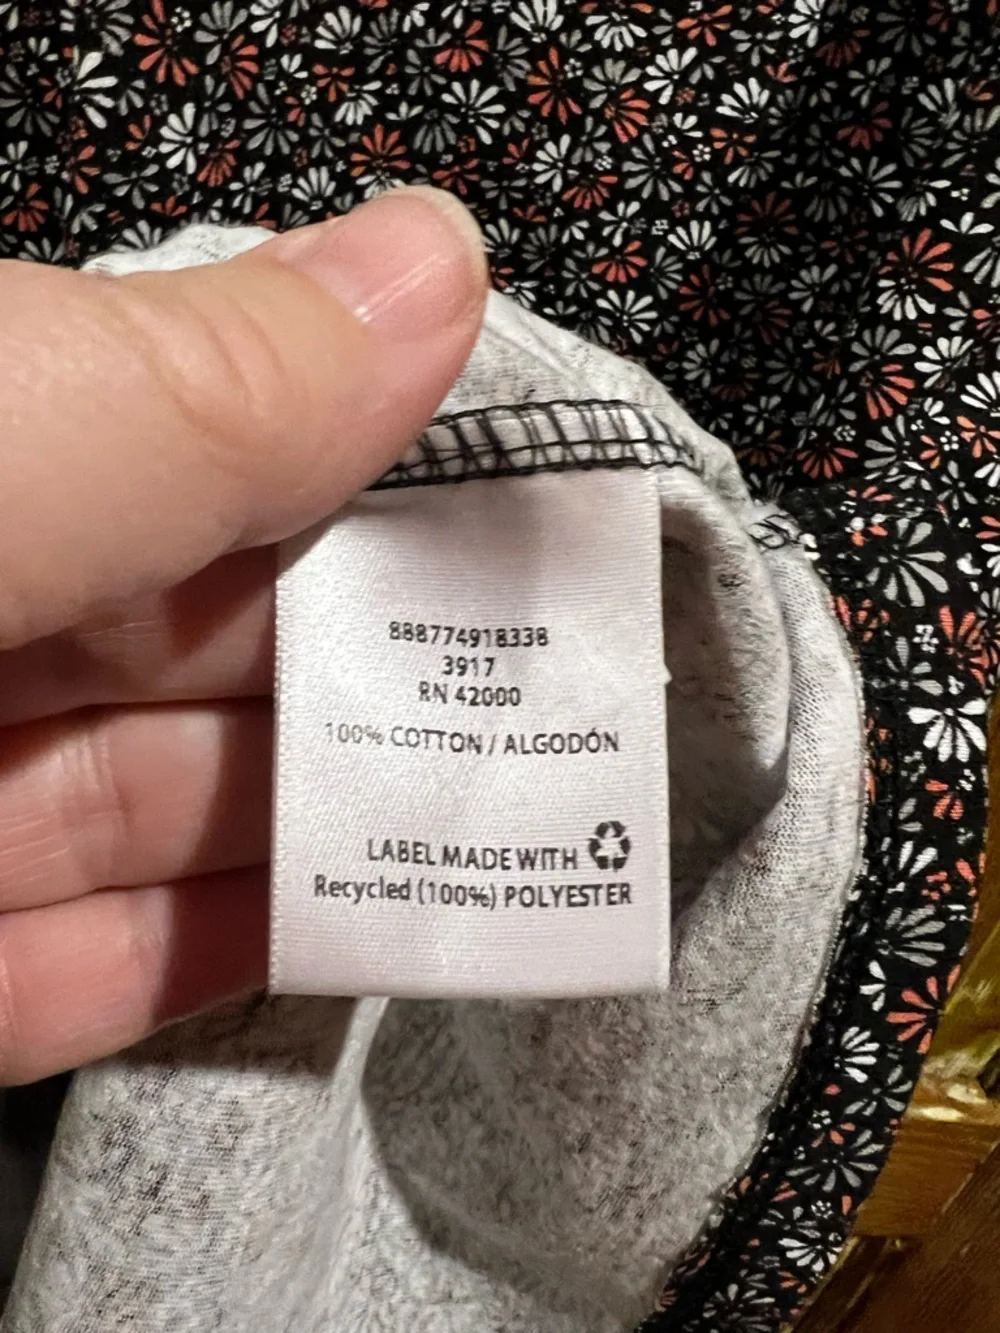 888774918338
3917
RN 42000
100% COTTON / ALGODÓN
LABEL MADE WITH
Recycled (100%) POLYESTER